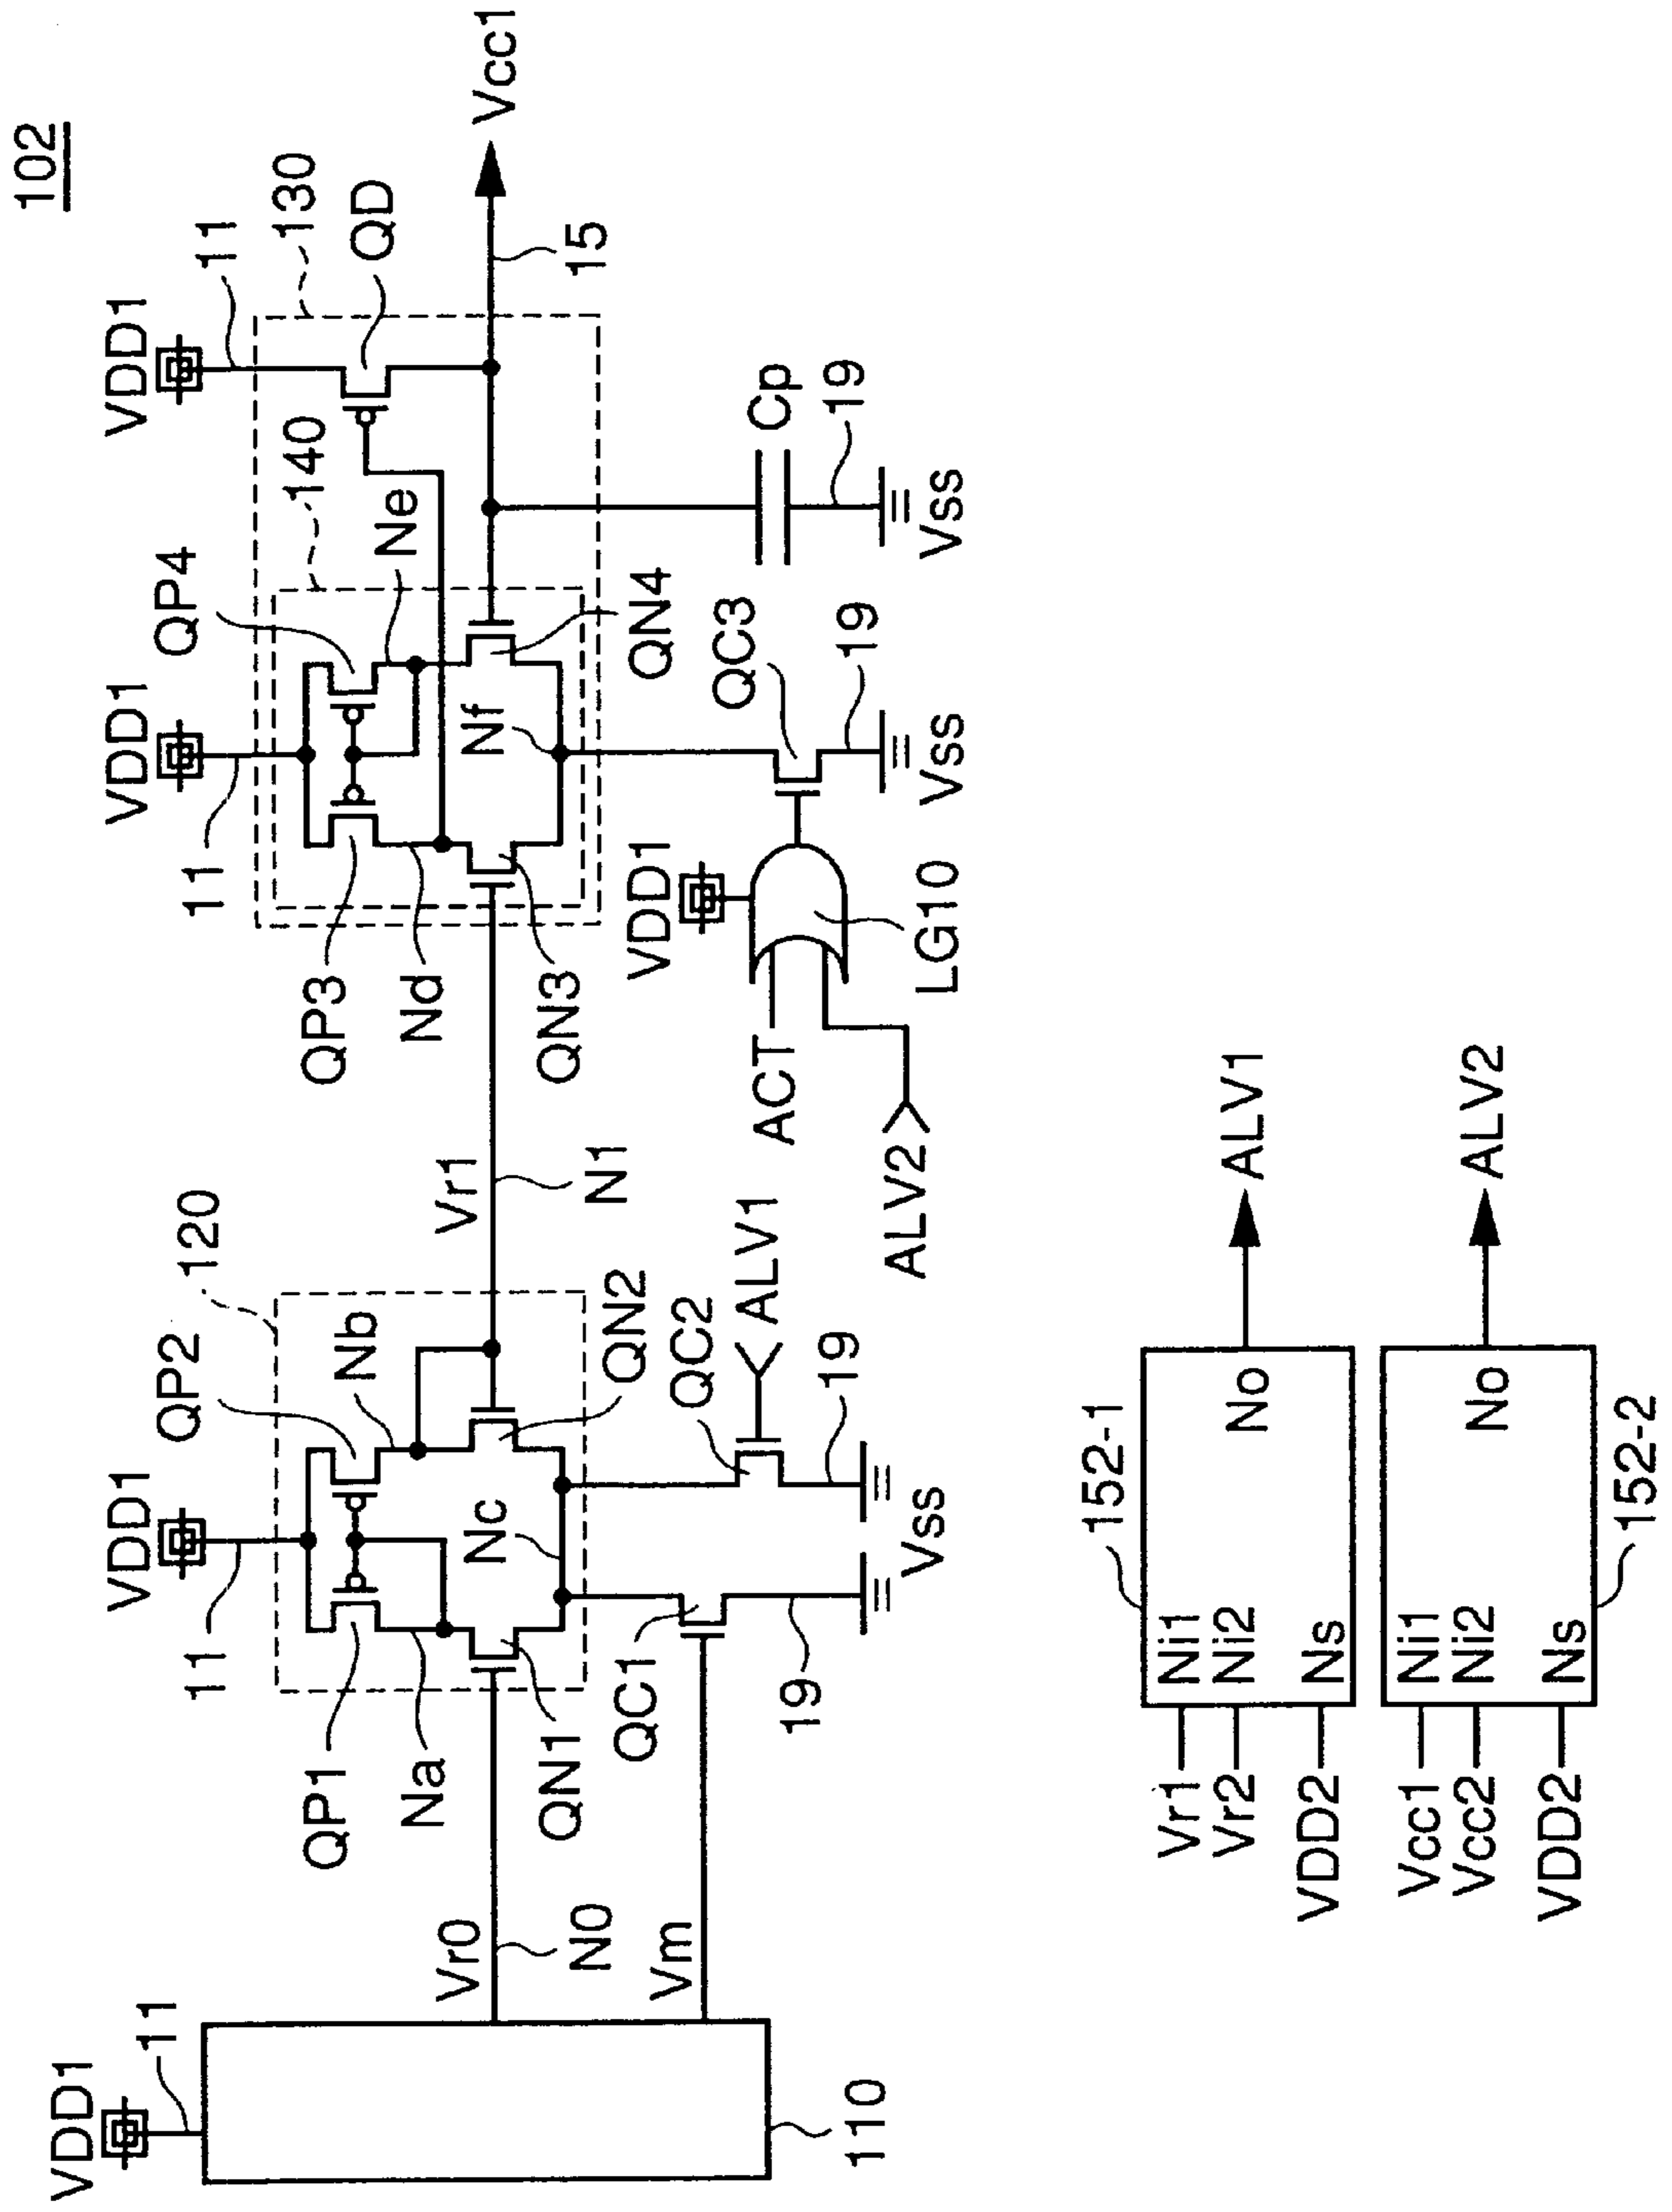 102
VDD1
11
110
Vr0
N0
Vm
VDD1
11
120
QP1
QP2
Na
Nb
Nc
QN1
QN2
QC1
QC2
ALV1
19
19
Vss
Vr1
N1
VDD1
11
140
130
QP3
QP4
Nd
Ne
Nf
QN3
QN4
VDD1
11
QD
15
Vcc1
Cp
19
Vss
VDD1
ACT
ALV2
LG10
QC3
19
Vss
152-1
Vr1
Ni1
Vr2
Ni2
VDD2
Ns
No
ALV1
Vcc1
Ni1
Vcc2
Ni2
VDD2
Ns
No
ALV2
152-2